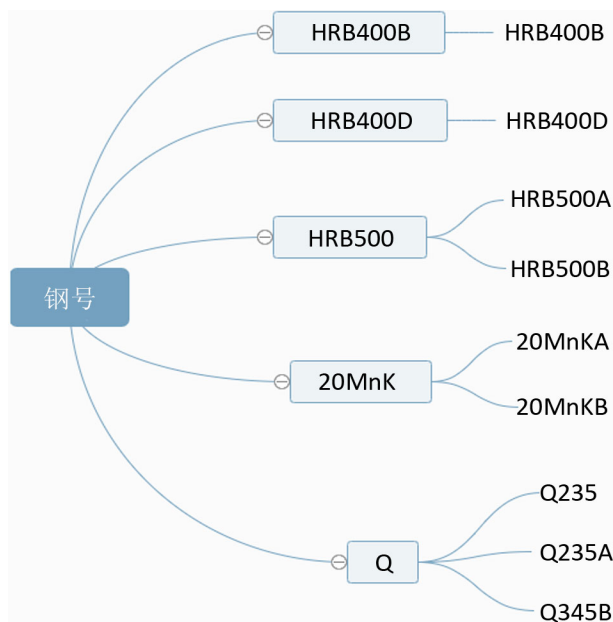 HRB400B
HRB400B
HRB400D
HRB400D
HRB500A
HRB500
HRB500B
钢号
20MnKA
20MnK
20MnKB
Q235
Q235A
Q
Q345B